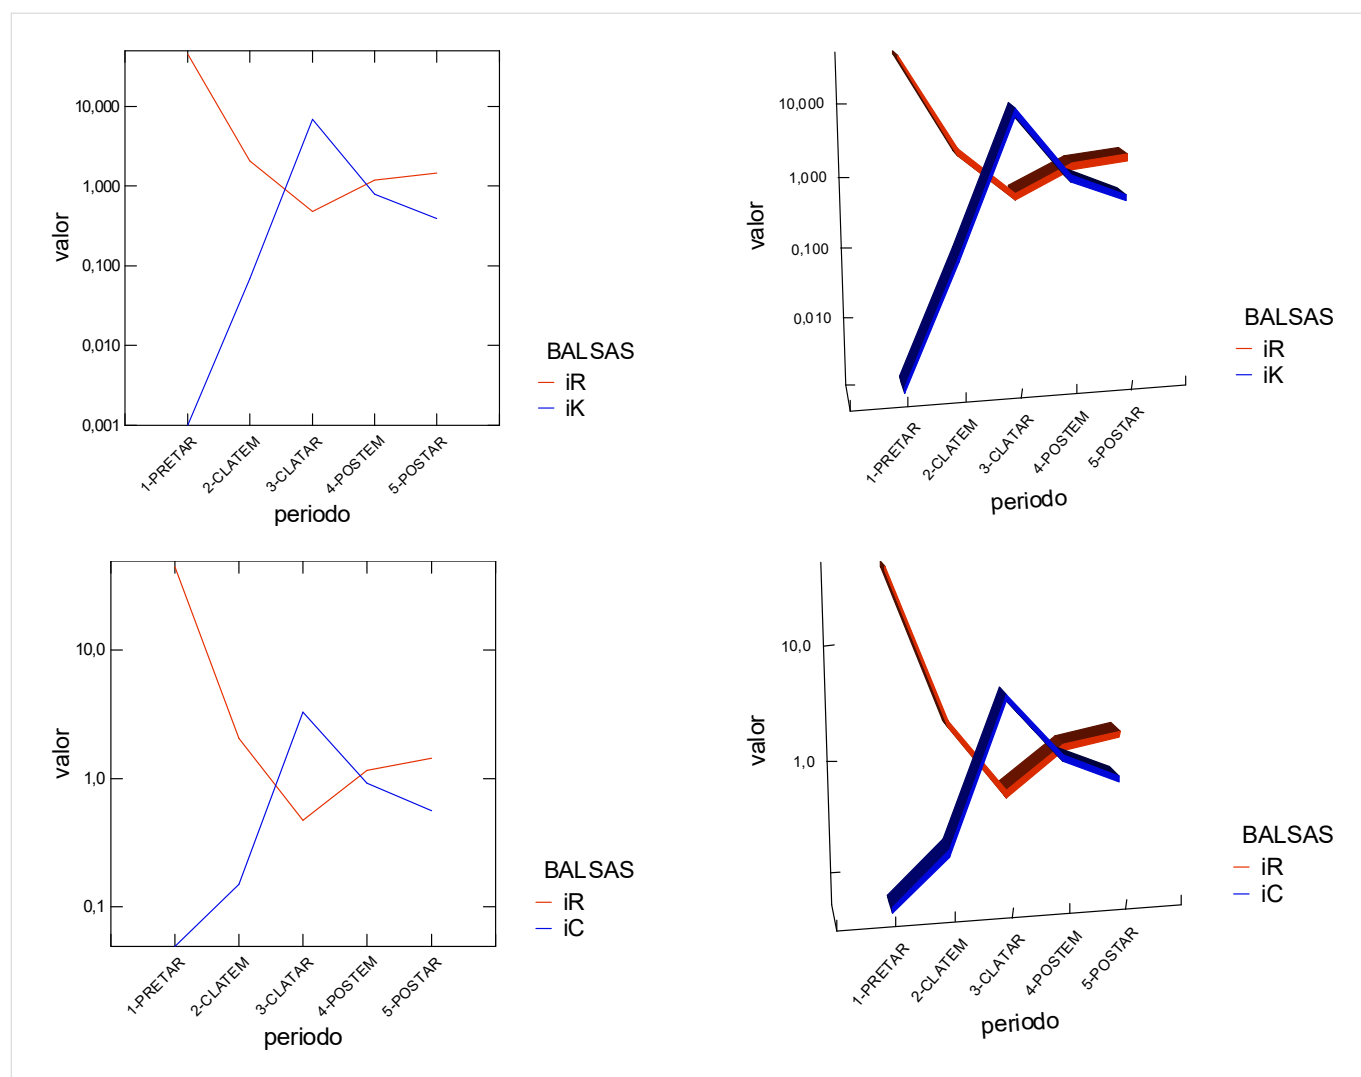 10,000
1,000
0,100
0,010
0,001
valor
1-PRETAR
2-CLATEM
3-CLATAR
4-POSTEM
5-POSTAR
periodo
BALSAS
iR
iK
10,000
1,000
0,100
0,010
valor
1-PRETAR
2-CLATEM
3-CLATAR
4-POSTEM
5-POSTAR
periodo
BALSAS
iR
iK
10,0
1,0
0,1
valor
1-PRETAR
2-CLATEM
3-CLATAR
4-POSTEM
5-POSTAR
periodo
BALSAS
iR
iC
10,0
1,0
valor
1-PRETAR
2-CLATEM
3-CLATAR
4-POSTEM
5-POSTAR
periodo
BALSAS
iR
iC